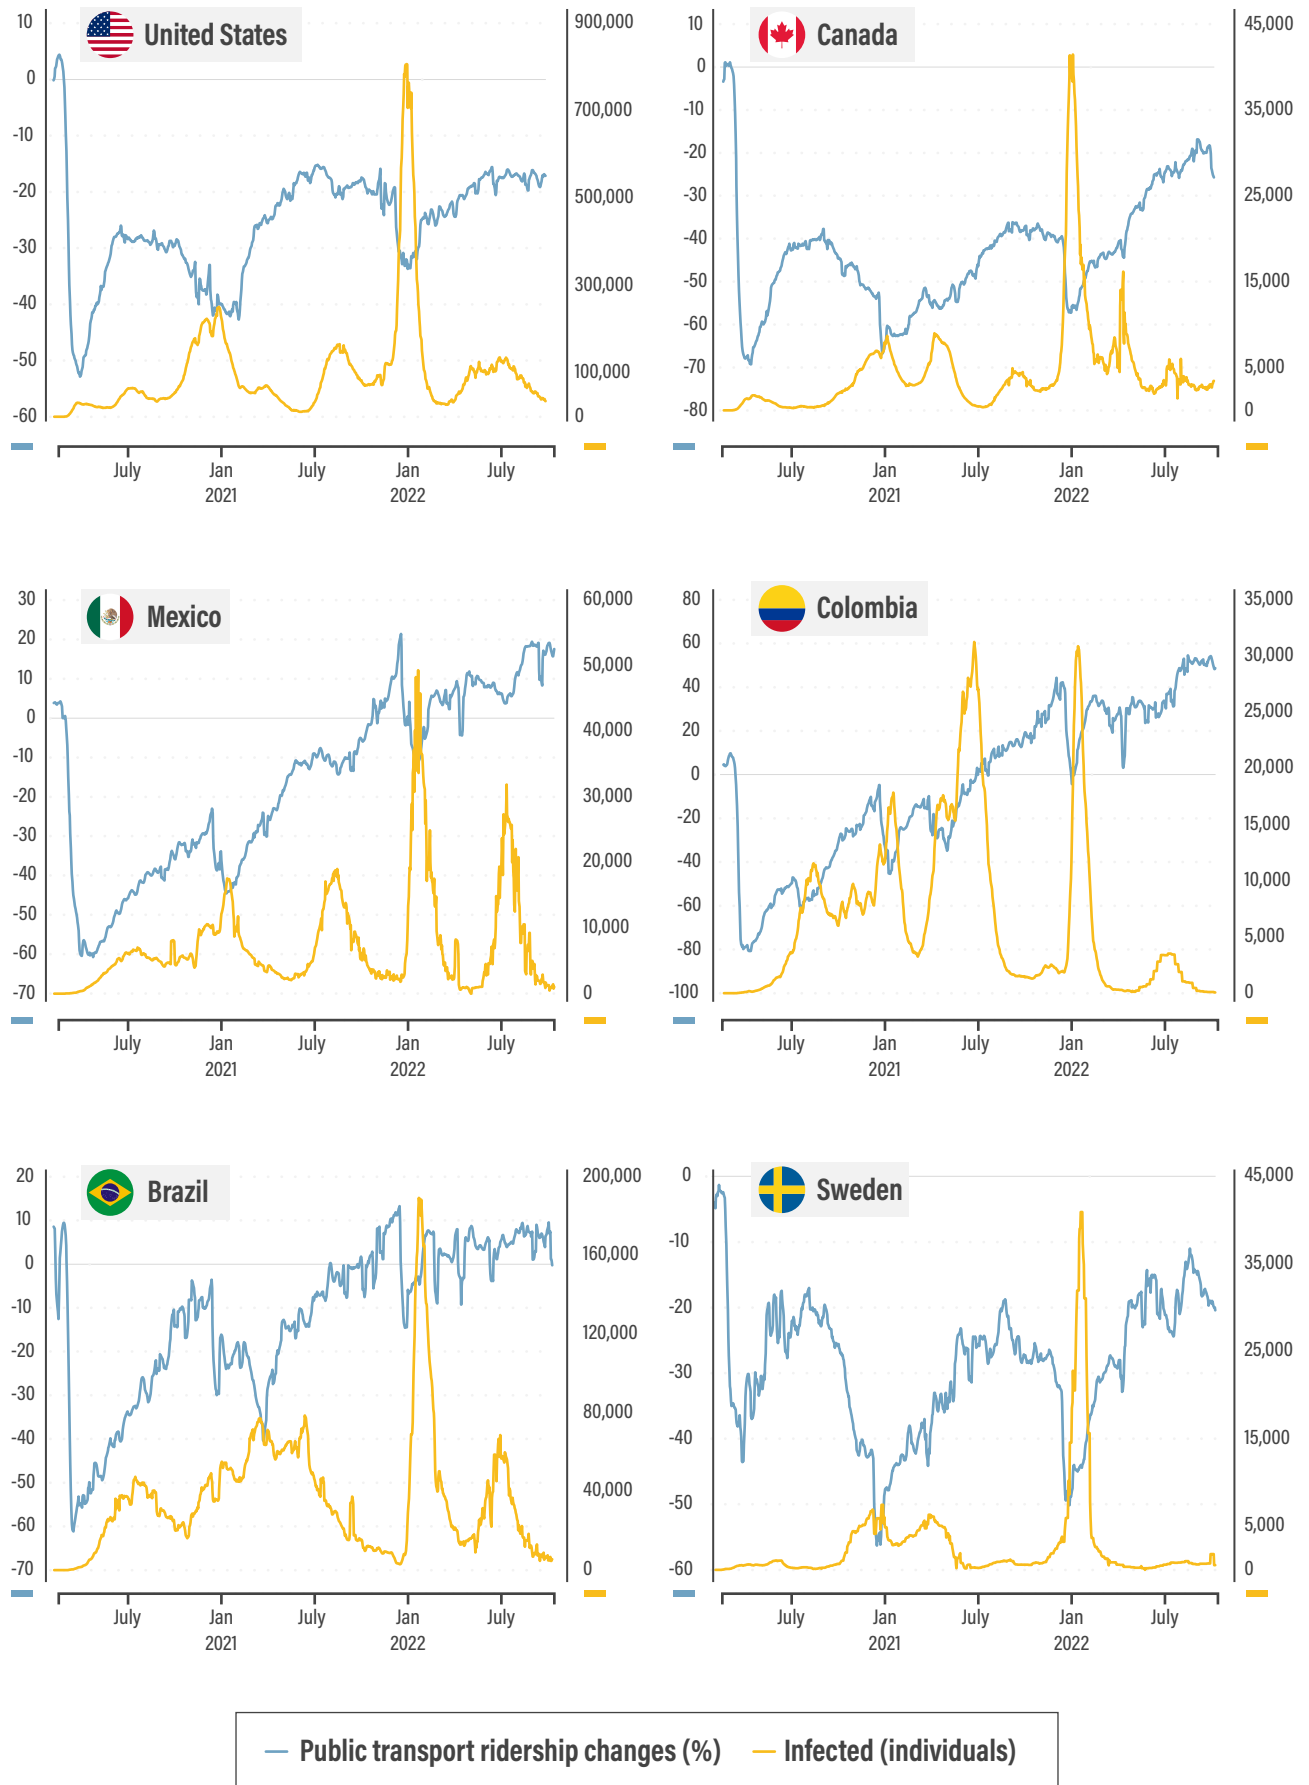 United States
10
0
-10
-20
-30
-40
-50
-60
900,000
700,000
500,000
300,000
100,000
0
July
Jan
2021
July
Jan
2022
July
Canada
10
0
-10
-20
-30
-40
-50
-60
-70
-80
45,000
35,000
25,000
15,000
5,000
0
July
Jan
2021
July
Jan
2022
July
Mexico
30
20
10
0
-10
-20
-30
-40
-50
-60
-70
60,000
50,000
40,000
30,000
20,000
10,000
0
July
Jan
2021
July
Jan
2022
July
Colombia
80
60
40
20
0
-20
-40
-60
-80
-100
35,000
30,000
25,000
20,000
15,000
10,000
5,000
0
July
Jan
2021
July
Jan
2022
July
Brazil
20
10
0
-10
-20
-30
-40
-50
-60
-70
200,000
160,000
120,000
80,000
40,000
0
July
Jan
2021
July
Jan
2022
July
Sweden
0
-10
-20
-30
-40
-50
-60
45,000
35,000
25,000
15,000
5,000
0
July
Jan
2021
July
Jan
2022
July
Public transport ridership changes (%)
Infected (individuals)